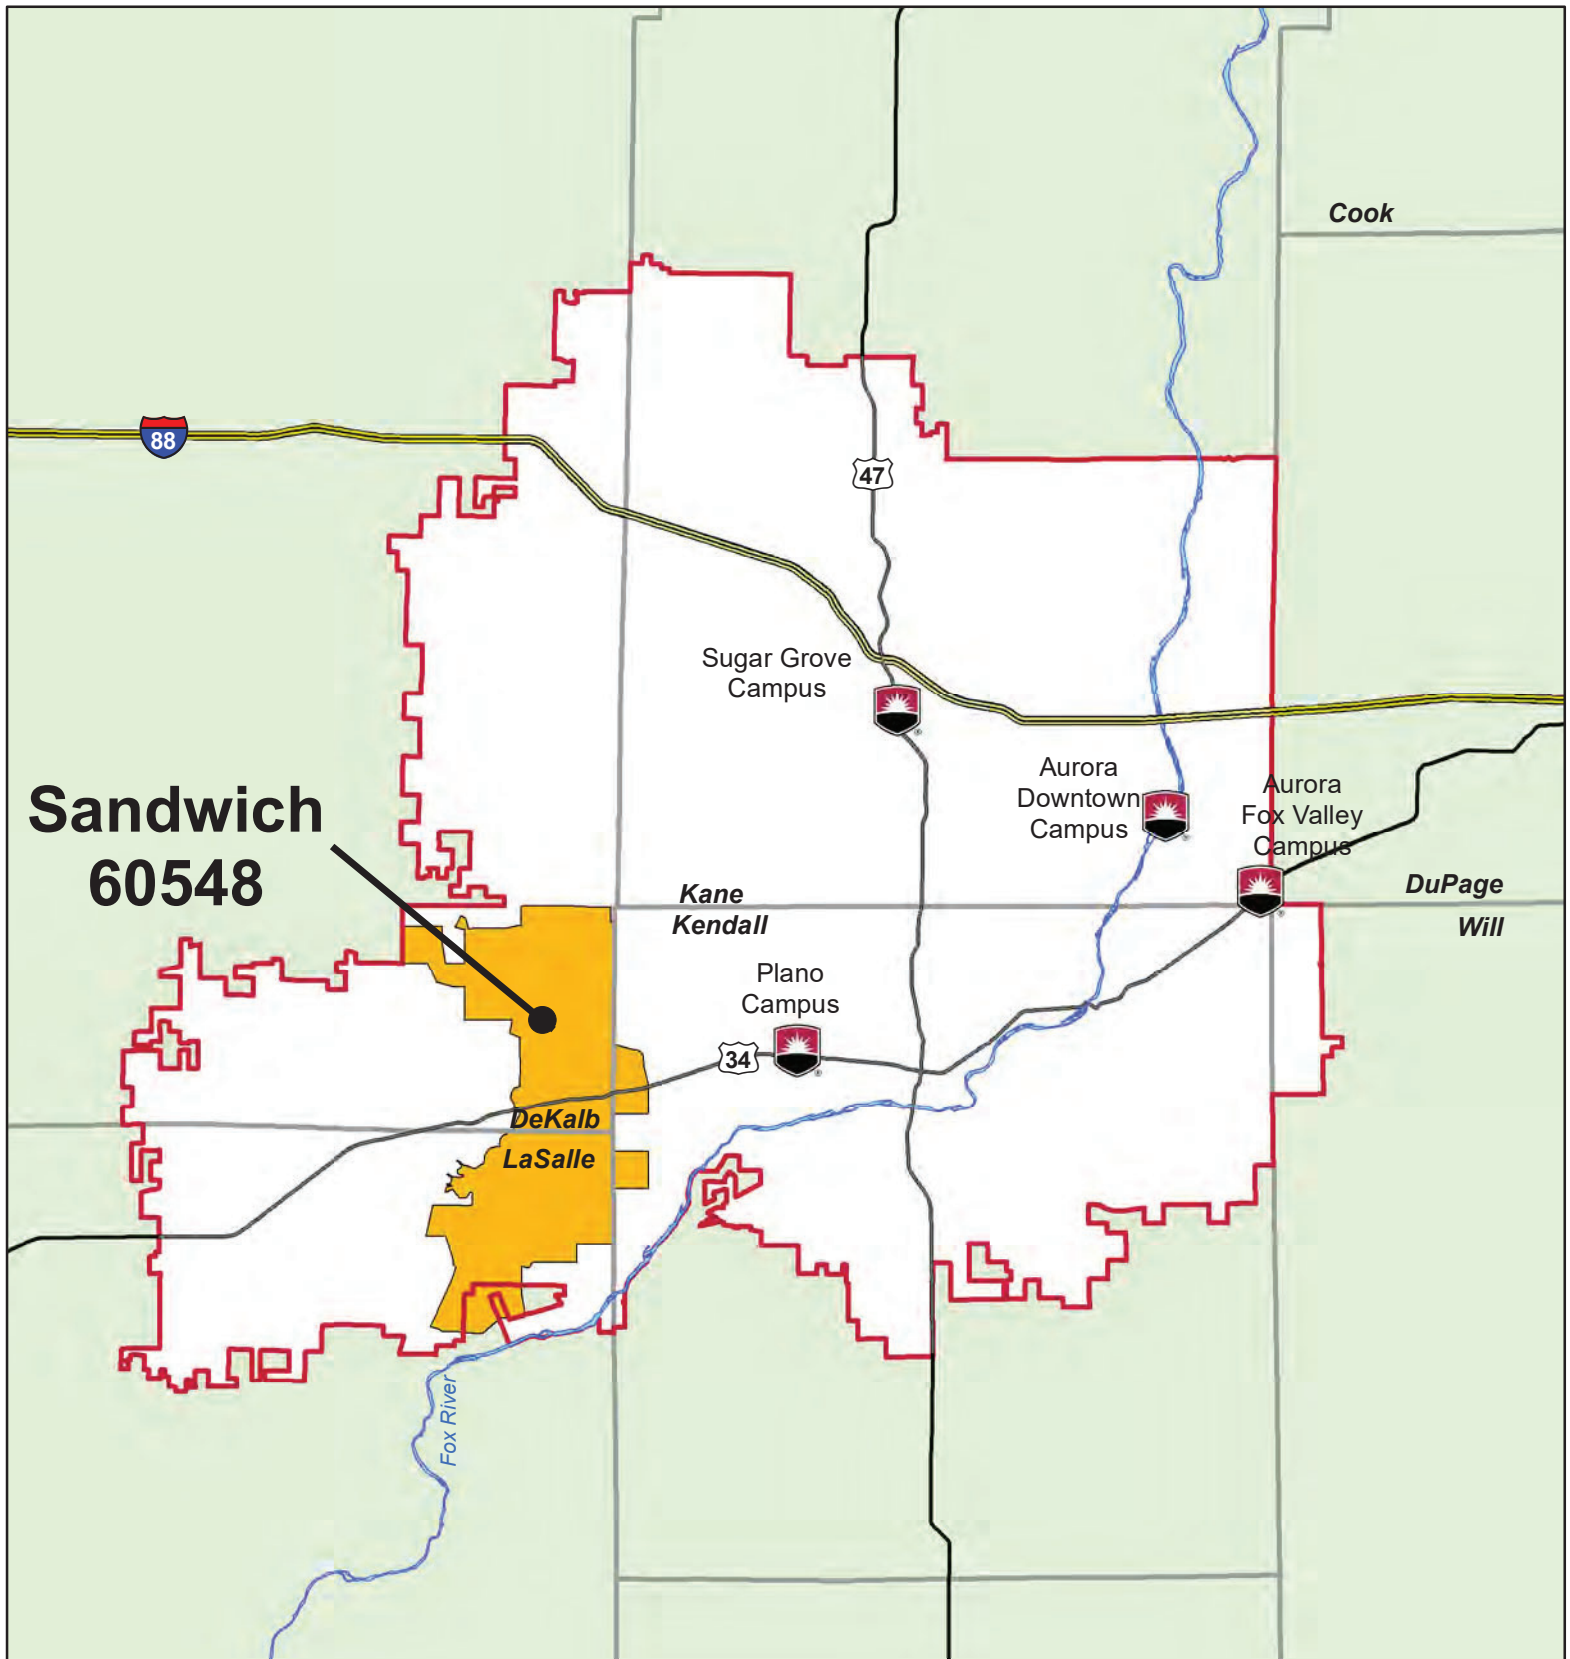 Cook
88
47
Sugar Grove
Campus
Aurora
Downtown
Campus
Aurora
Fox Valley
Campus
Sandwich
60548
Kane
Kendall
DuPage
Will
Plano
Campus
34
DeKalb
LaSalle
Fox River